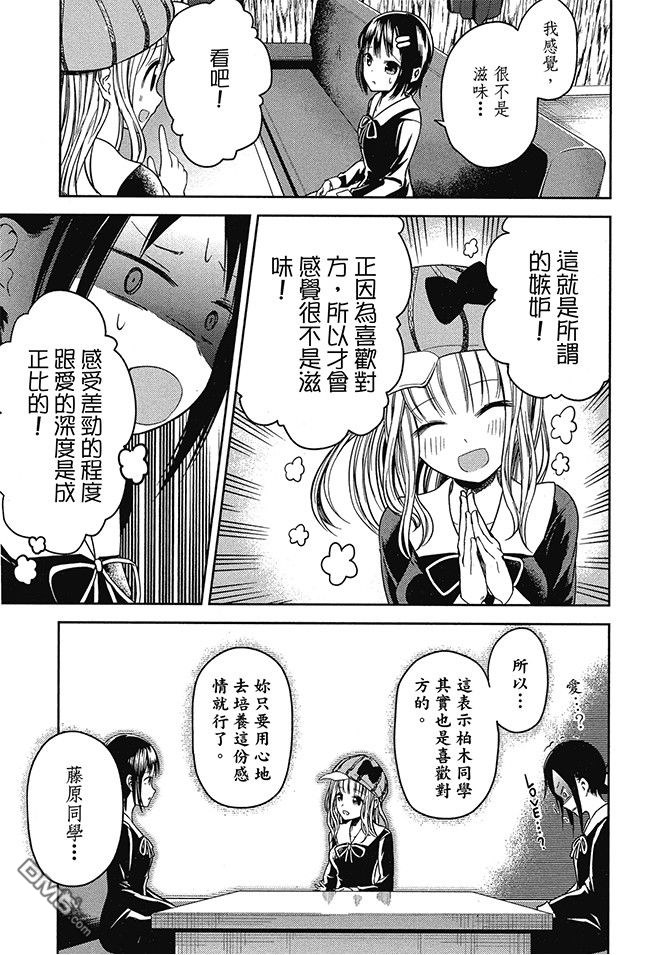 我感覺，
很不是
滋味…
看吧！
這就是所謂
的嫉妒！
正因為喜歡對
方，所以才會
感覺很不是滋
味！
感受差勁的程度
跟愛的深度是成
正比的！
愛…？
LOVE…？
所以…
這表示柏木同學
其實也是喜歡對
方的。
妳只要用心地
去培養這份感
情就行了。
藤原同學…
DM5.com